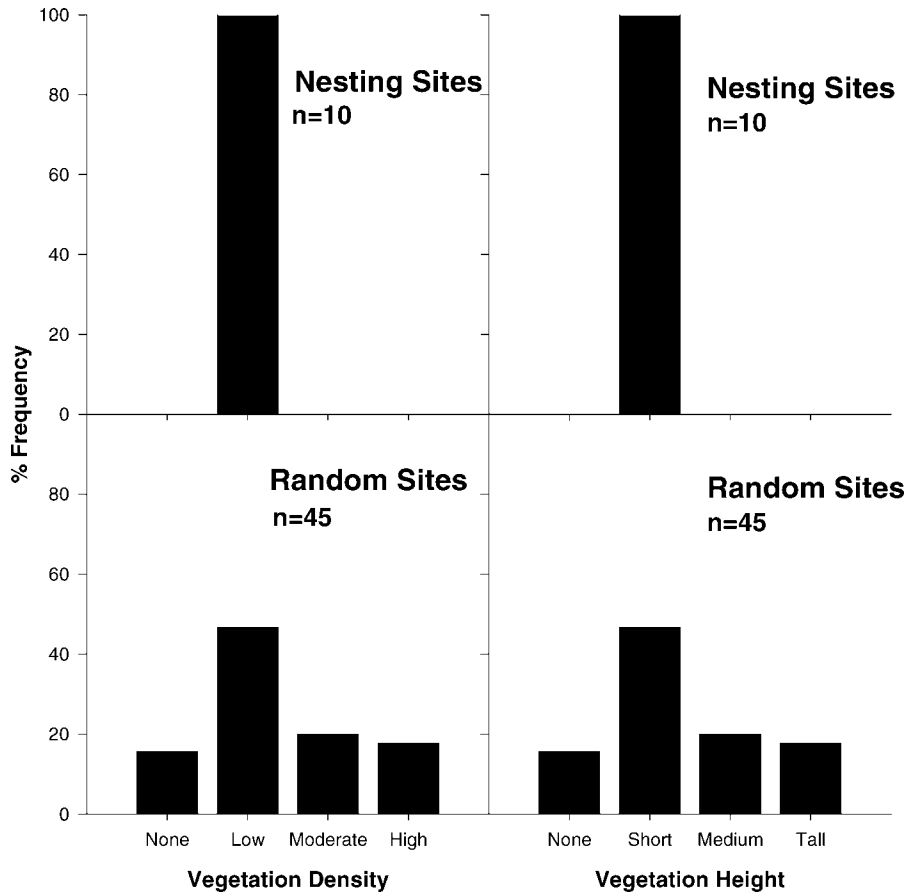 100
80
60
40
20
0
Nesting Sites
n=10
Nesting Sites
n=10
% Frequency
80
60
40
20
0
Random Sites
n=45
Random Sites
n=45
None Low Moderate High
None Short Medium Tall
Vegetation Density
Vegetation Height